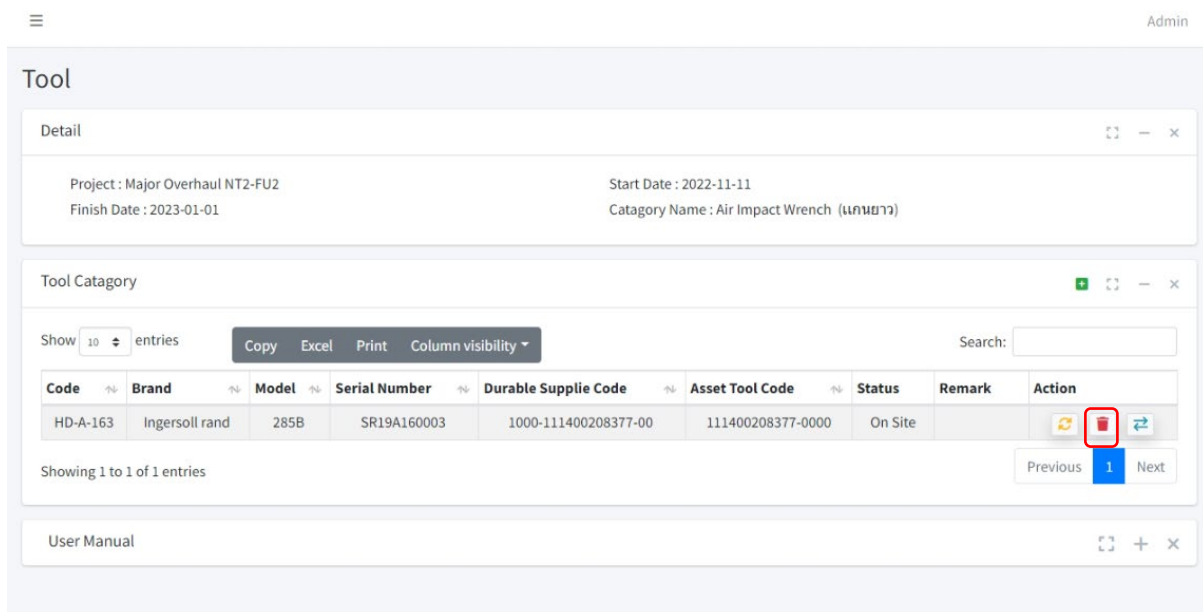 Admin
Tool
Detail
Project : Major Overhaul NT2-FU2
Start Date : 2022-11-11
Finish Date : 2023-01-01
Catagory Name : Air Impact Wrench (แกนยาว)
Tool Catagory
Show 10 entries
Copy Excel Print Column visibility
Search:
Code Brand Model Serial Number Durable Supplie Code Asset Tool Code Status Remark Action
HD-A-163 Ingersoll rand 285B SR19A160003 1000-111400208377-00 111400208377-0000 On Site
Showing 1 to 1 of 1 entries
Previous 1 Next
User Manual